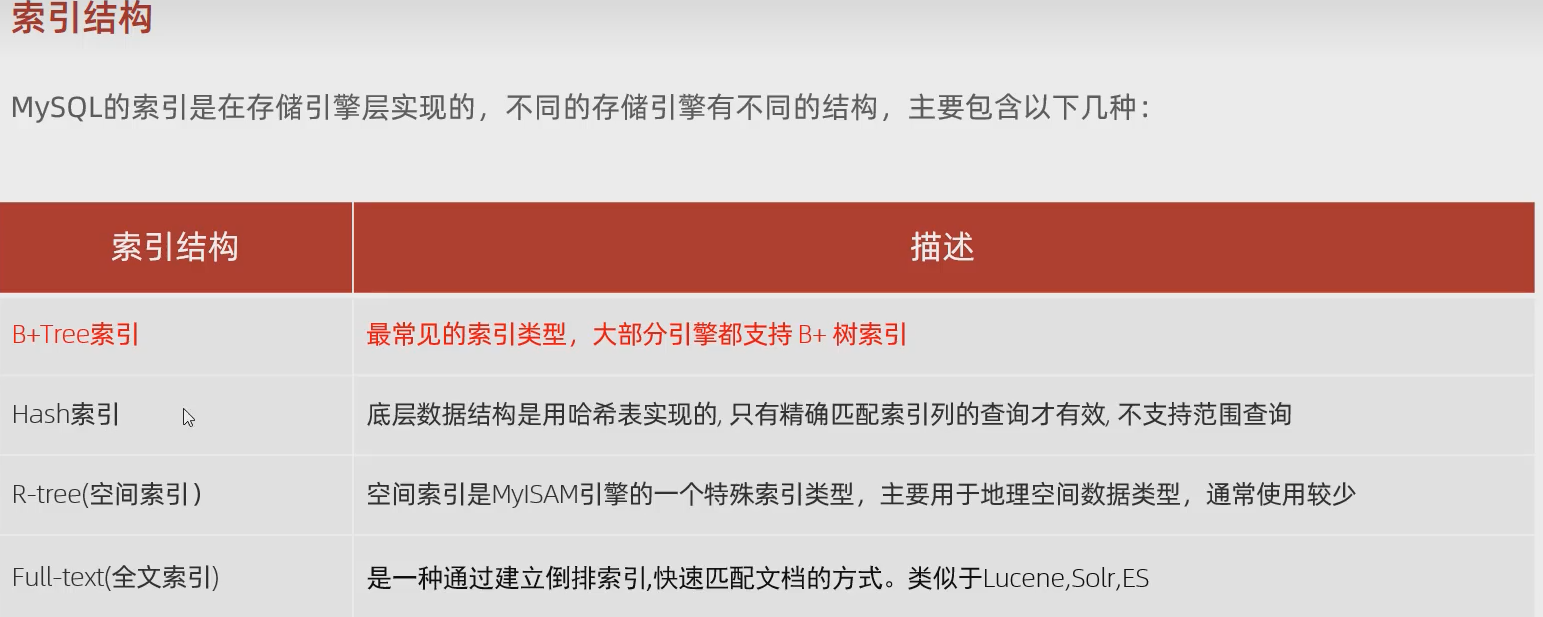 索引结构
MySQL的索引是在存储引擎层实现的，不同的存储引擎有不同的结构，主要包含以下几种：
索引结构 描述
B+Tree索引 最常见的索引类型，大部分引擎都支持 B+ 树索引
Hash索引 底层数据结构是用哈希表实现的, 只有精确匹配索引列的查询才有效, 不支持范围查询
R-tree(空间索引） 空间索引是MyISAM引擎的一个特殊索引类型，主要用于地理空间数据类型，通常使用较少
Full-text(全文索引) 是一种通过建立倒排索引,快速匹配文档的方式。类似于Lucene,Solr,ES